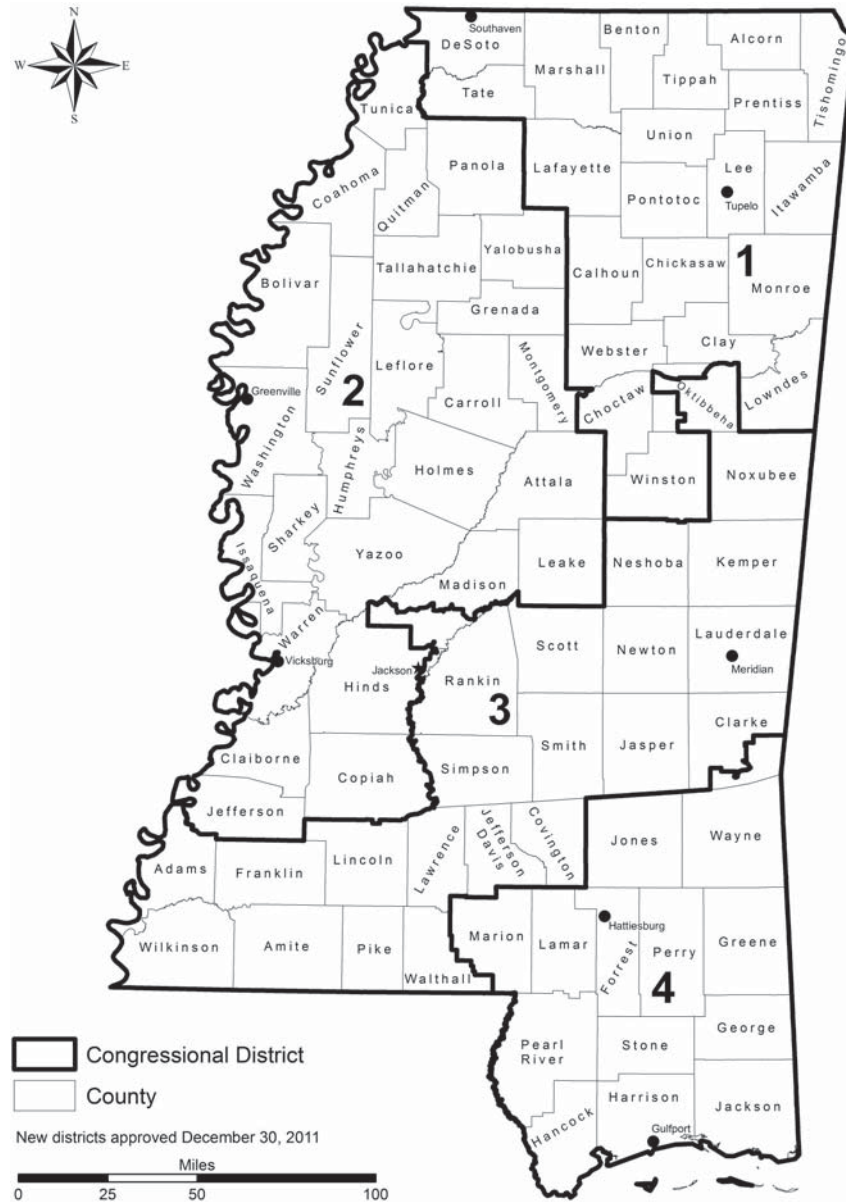 N
W
E
S
Southaven
DeSoto
Benton
Alcorn
Marshall
Tippah
Tishomingo
Tunica
Tate
Prentiss
Union
Panola
Lafayette
Lee
Coahoma
Quitman
Pontotoc
Tupelo
Itawamba
Yalobusha
Tallahatchie
Calhoun
Chickasaw
1
Monroe
Bolivar
Grenada
Sunflower
Leflore
Webster
Clay
Montgomery
2
Greenville
Carroll
Choctaw
Oktibbeha
Lowndes
Washington
Humphreys
Holmes
Attala
Winston
Noxubee
Sharkey
Issaquena
Yazoo
Leake
Neshoba
Kemper
Madison
Warren
Scott
Newton
Lauderdale
Vicksburg
Jackson
Meridian
Hinds
Rankin
3
Clarke
Smith
Jasper
Claiborne
Copiah
Simpson
Jefferson
Jefferson
Davis
Covington
Jones
Wayne
Lincoln
Lawrence
Adams
Franklin
Hattiesburg
Marion
Lamar
Forrest
Perry
Greene
Wilkinson
Amite
Pike
Walthall
4
George
Pearl
River
Stone
Harrison
Hancock
Jackson
Gulfport
Congressional District
County
New districts approved December 30, 2011
Miles
0 25 50 100